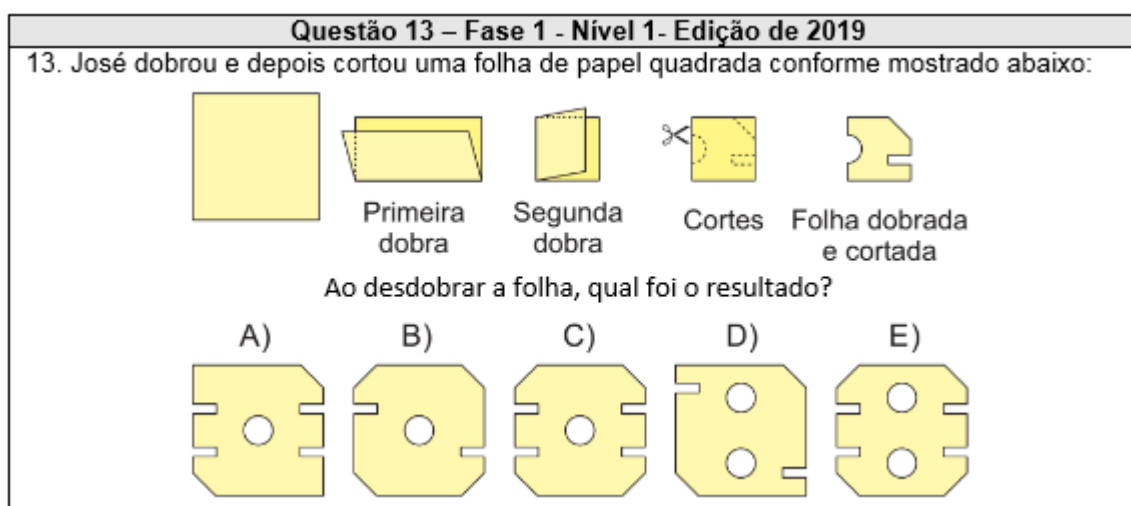 Questão 13 – Fase 1 - Nível 1- Edição de 2019
13. José dobrou e depois cortou uma folha de papel quadrada conforme mostrado abaixo:
Primeira dobra
Segunda dobra
Cortes
Folha dobrada e cortada
Ao desdobrar a folha, qual foi o resultado?
A) B) C) D) E)